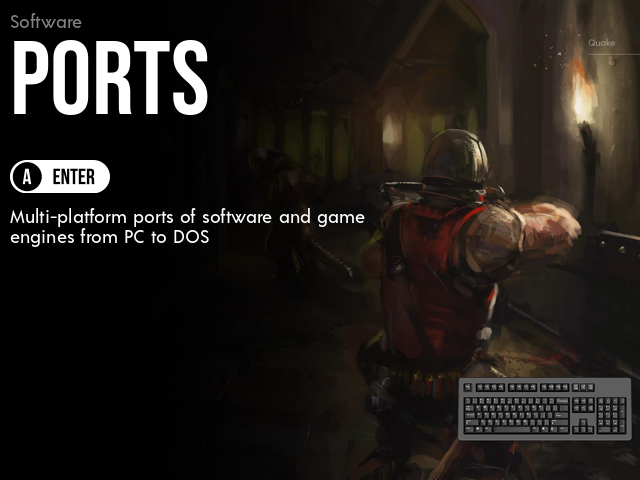 Software
PORTS
Quake
A ENTER
Multi-platform ports of software and game
engines from PC to DOS